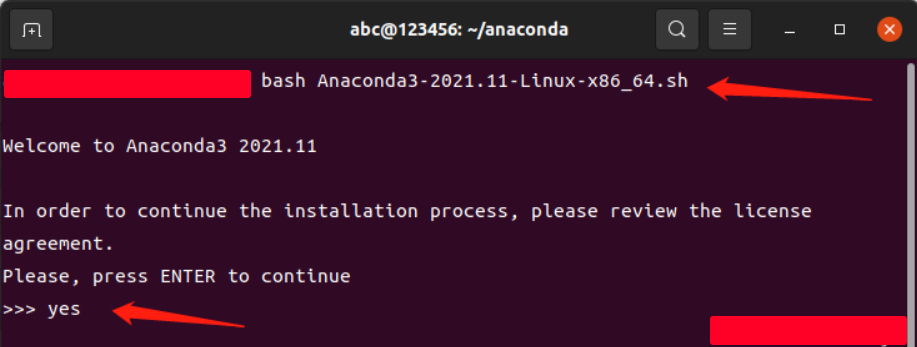 abc@123456: ~/anaconda
bash Anaconda3-2021.11-Linux-x86_64.sh
Welcome to Anaconda3 2021.11
In order to continue the installation process, please review the license
agreement.
Please, press ENTER to continue
>>> yes